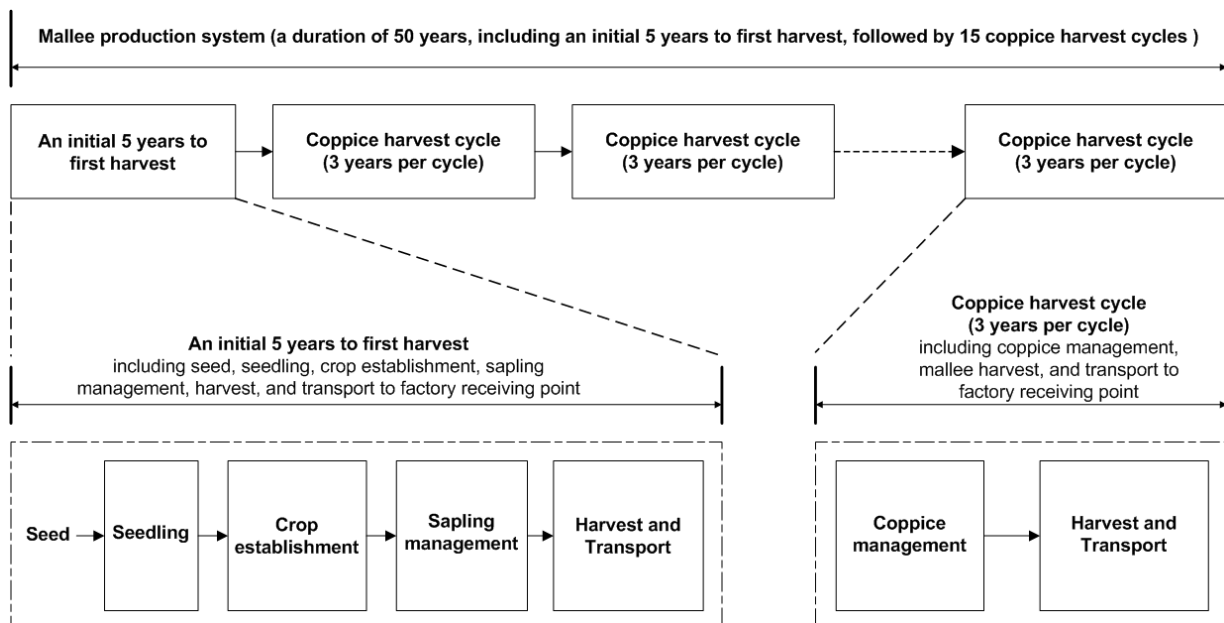 Mallee production system (a duration of 50 years, including an initial 5 years to first harvest, followed by 15 coppice harvest cycles )
An initial 5 years to
first harvest
Coppice harvest cycle
(3 years per cycle)
Coppice harvest cycle
(3 years per cycle)
Coppice harvest cycle
(3 years per cycle)
An initial 5 years to first harvest
including seed, seedling, crop establishment, sapling
management, harvest, and transport to factory receiving point
Coppice harvest cycle
(3 years per cycle)
including coppice management,
mallee harvest, and transport to
factory receiving point
Seed
Seedling
Crop
establishment
Sapling
management
Harvest and
Transport
Coppice
management
Harvest and
Transport